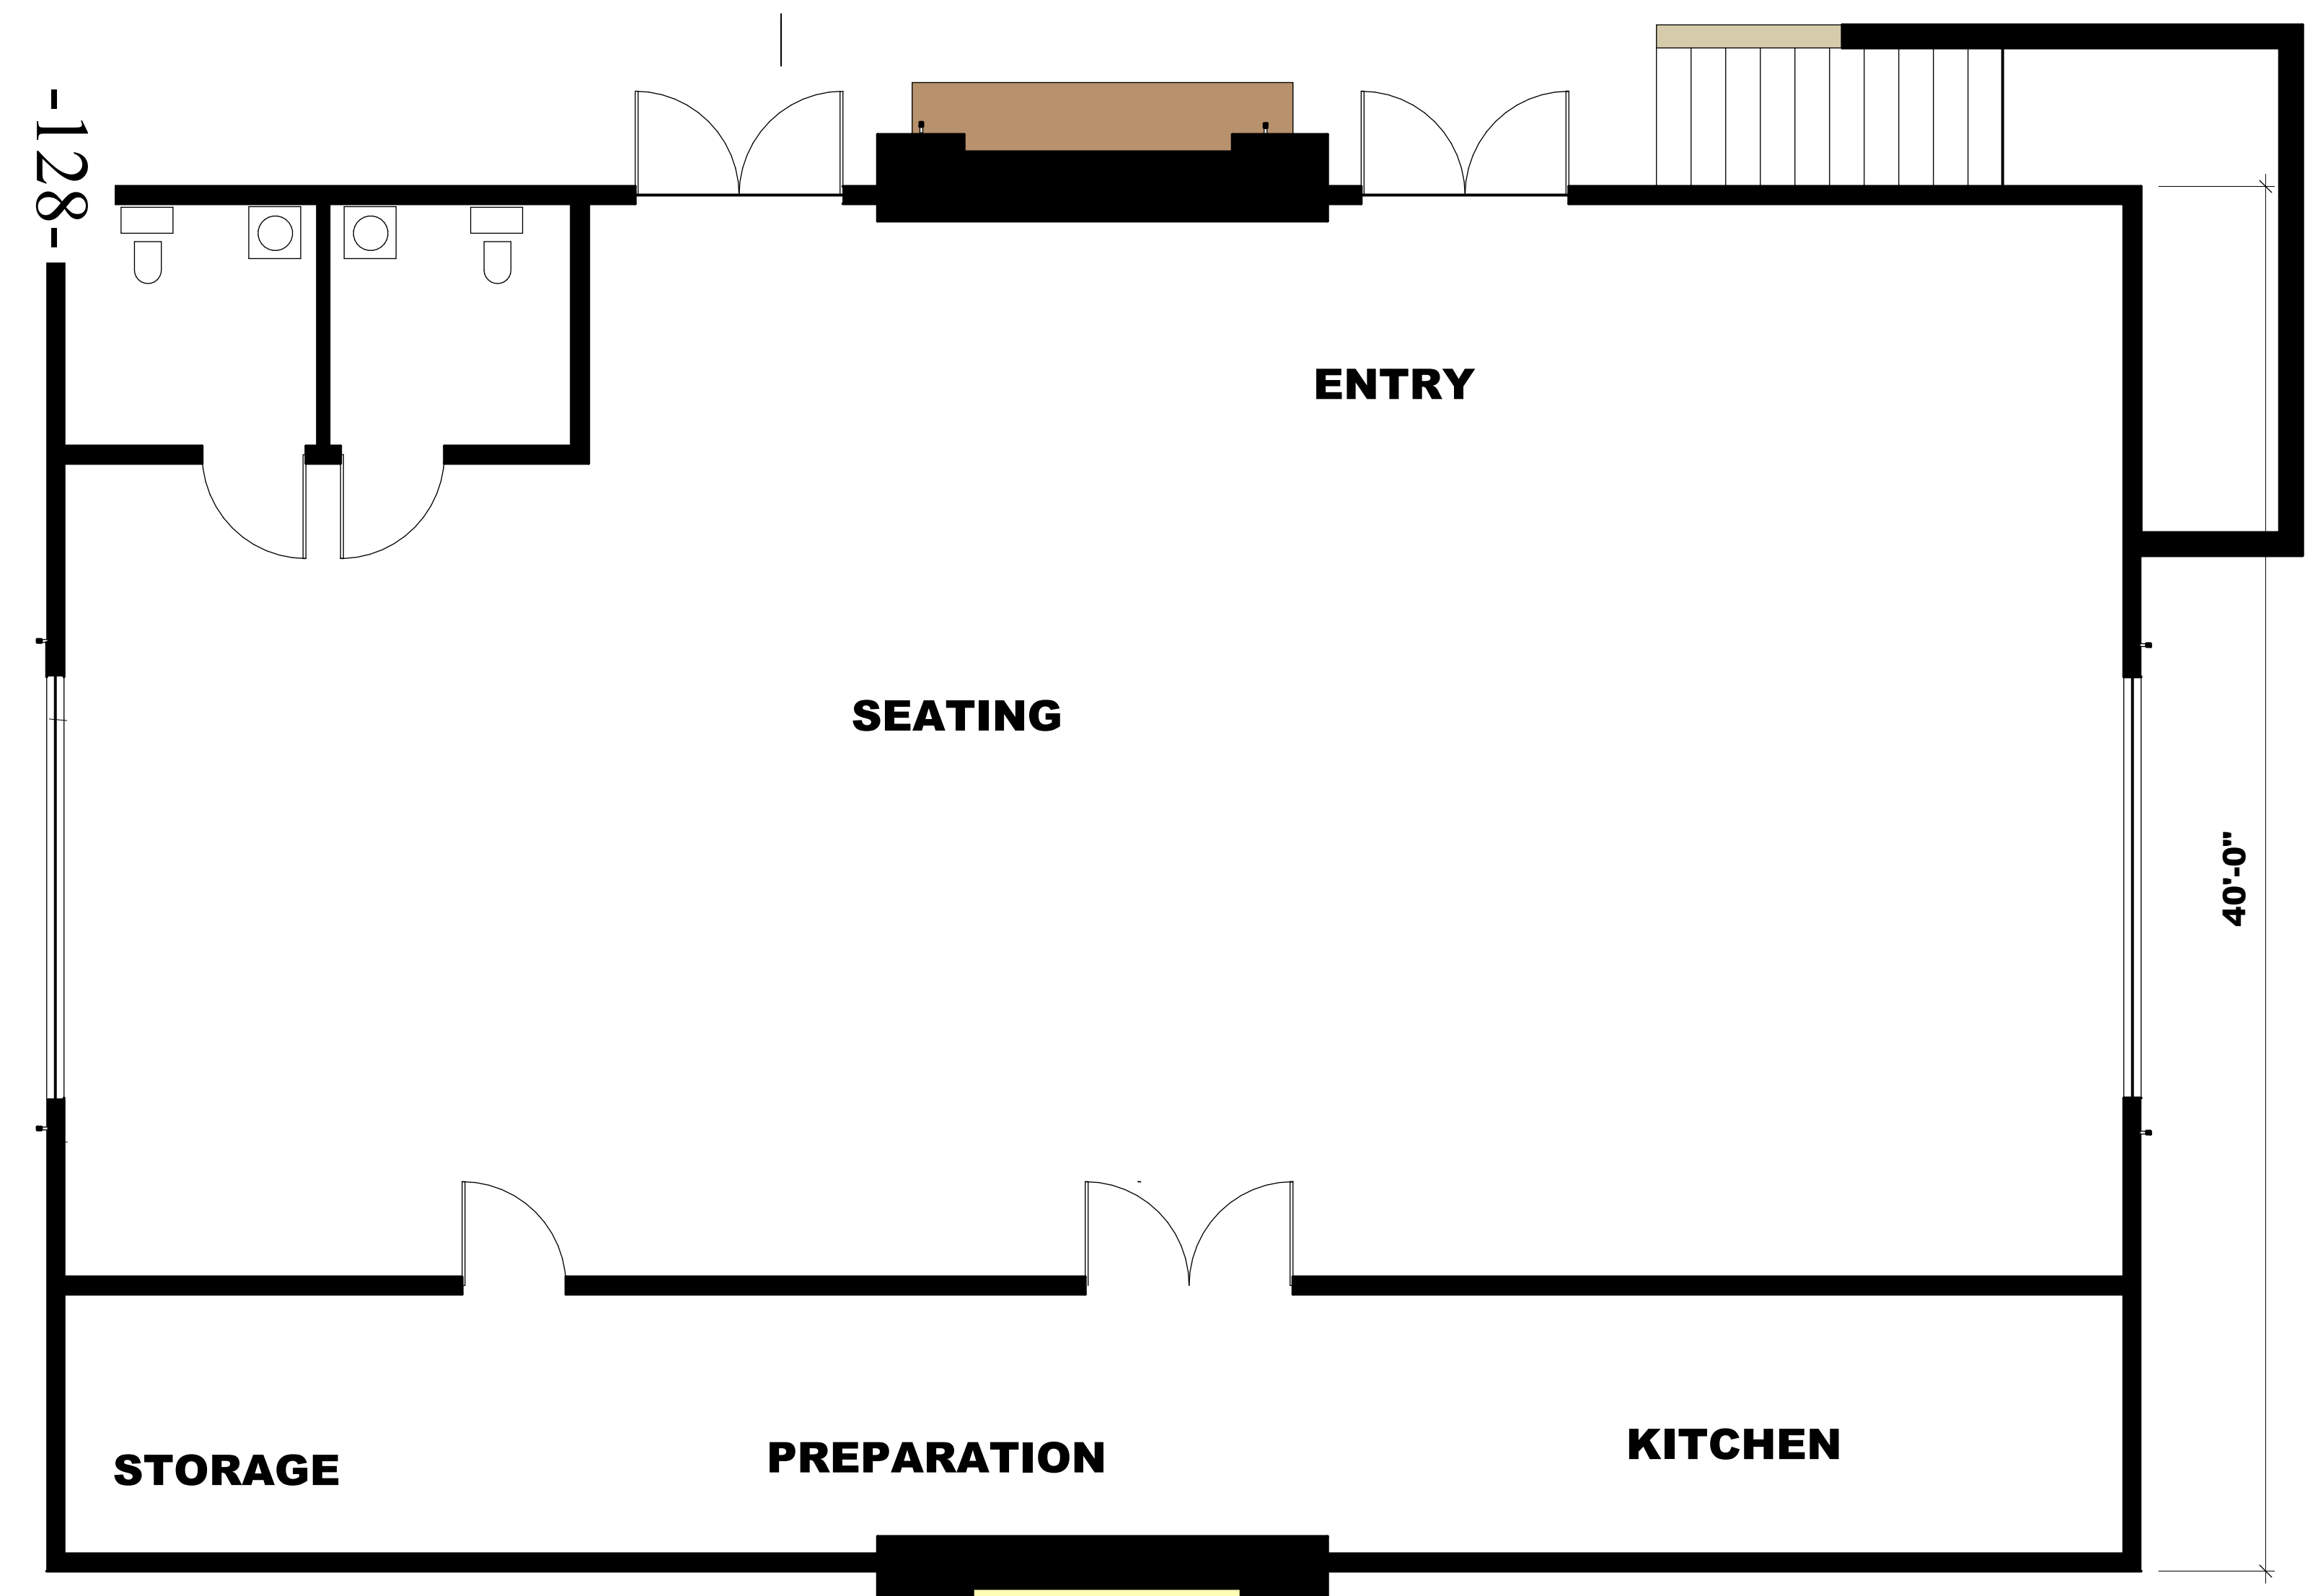 -128-
ENTRY
SEATING
40'-0"
STORAGE
PREPARATION
KITCHEN